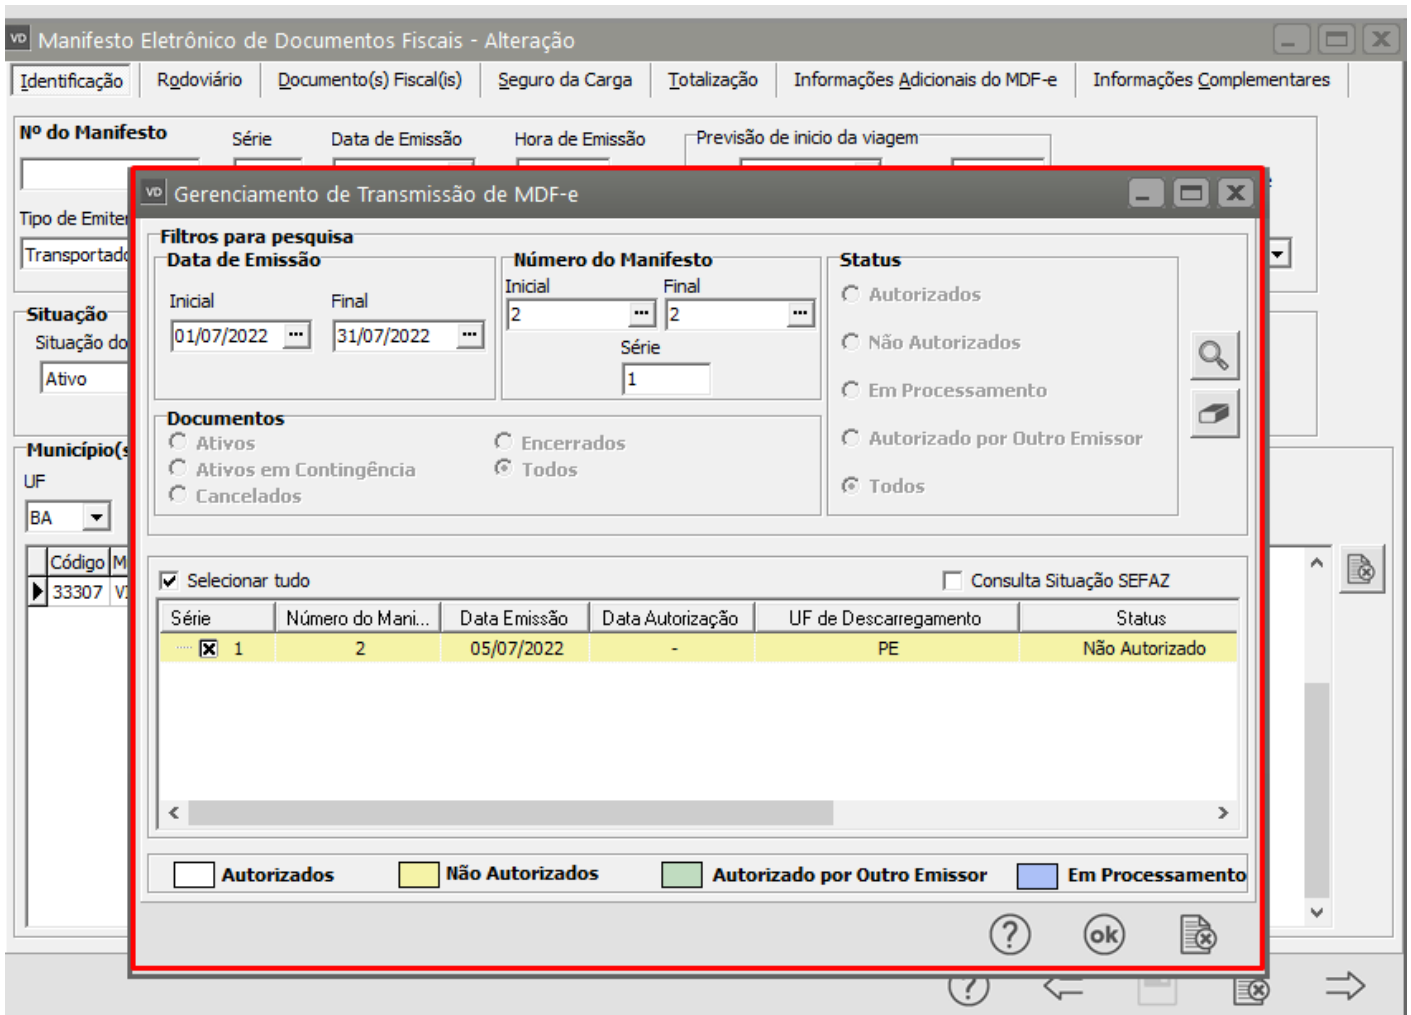 VD Manifesto Eletrônico de Documentos Fiscais - Alteração
Identificação Rodoviário Documento(s) Fiscal(is) Seguro da Carga Totalização Informações Adicionais do MDF-e Informações Complementares
Nº do Manifesto Série Data de Emissão Hora de Emissão Previsão de inicio da viagem
Tipo de Emiten
Transportado
Situação
Situação do
Ativo
Município(s
UF
BA
Código M
33307
VD Gerenciamento de Transmissão de MDF-e
Filtros para pesquisa
Data de Emissão
Inicial Final
01/07/2022 ... 31/07/2022 ...
Número do Manifesto
Inicial Final
2 ... 2 ...
Série
1
Status
Autorizados
Não Autorizados
Em Processamento
Autorizado por Outro Emissor
Todos
Documentos
Ativos Encerrados
Ativos em Contingência Todos
Cancelados
Selecionar tudo Consulta Situação SEFAZ
Série Número do Mani... Data Emissão Data Autorização UF de Descarregamento Status
1 2 05/07/2022 - PE Não Autorizado
Autorizados Não Autorizados Autorizado por Outro Emissor Em Processamento
? ok
?